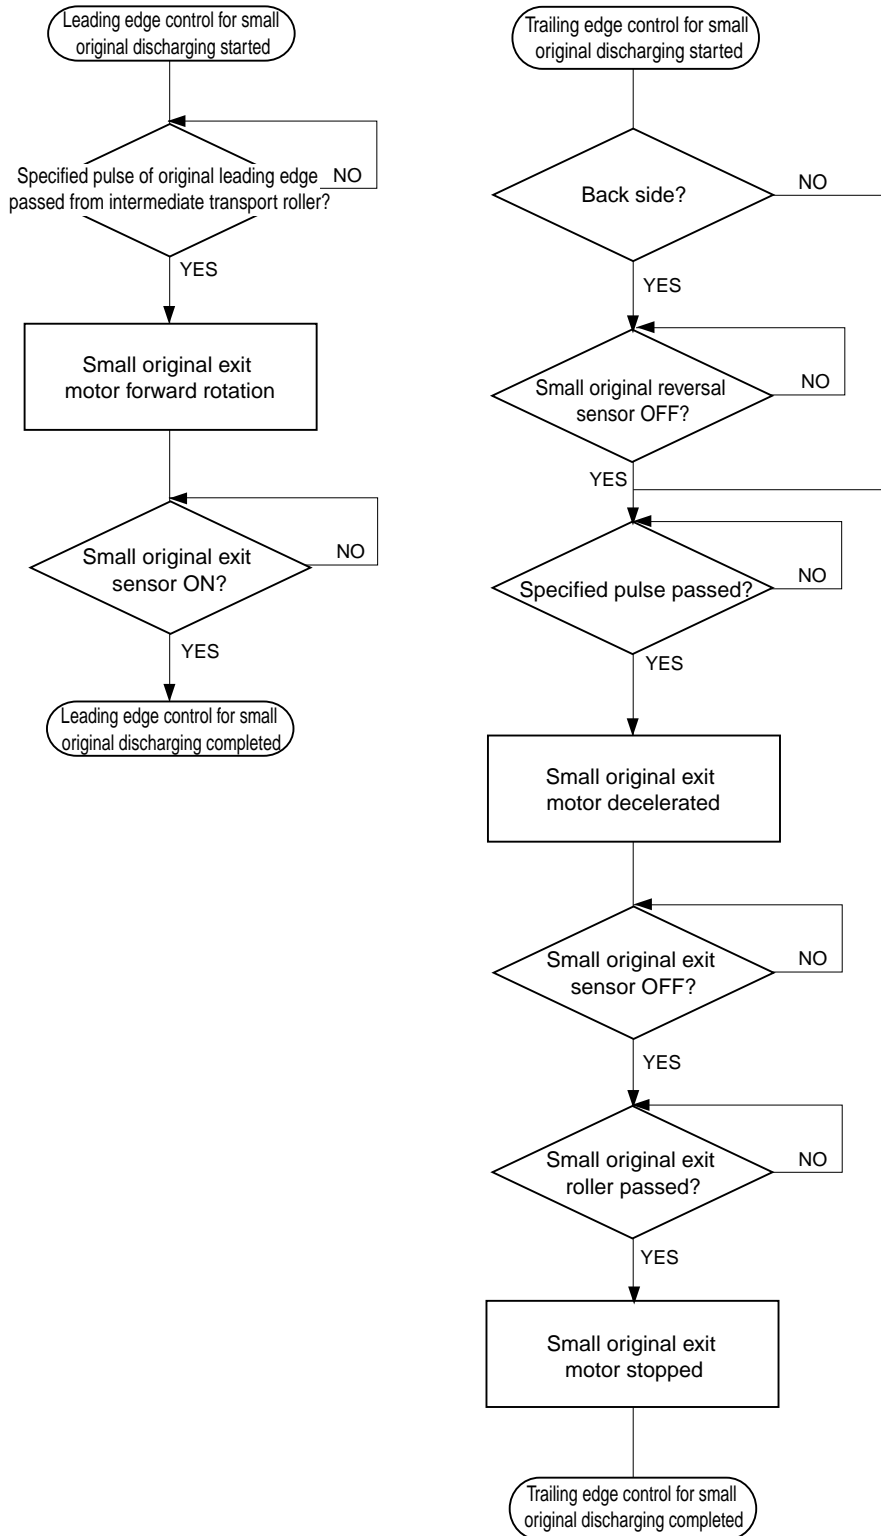 Leading edge control for small
original discharging started
Specified pulse of original leading edge
passed from intermediate transport roller?
NO
YES
Small original exit
motor forward rotation
Small original exit
sensor ON?
NO
YES
Leading edge control for small
original discharging completed
Trailing edge control for small
original discharging started
Back side?
NO
YES
Small original reversal
sensor OFF?
NO
YES
Specified pulse passed?
NO
YES
Small original exit
motor decelerated
Small original exit
sensor OFF?
NO
YES
Small original exit
roller passed?
NO
YES
Small original exit
motor stopped
Trailing edge control for small
original discharging completed